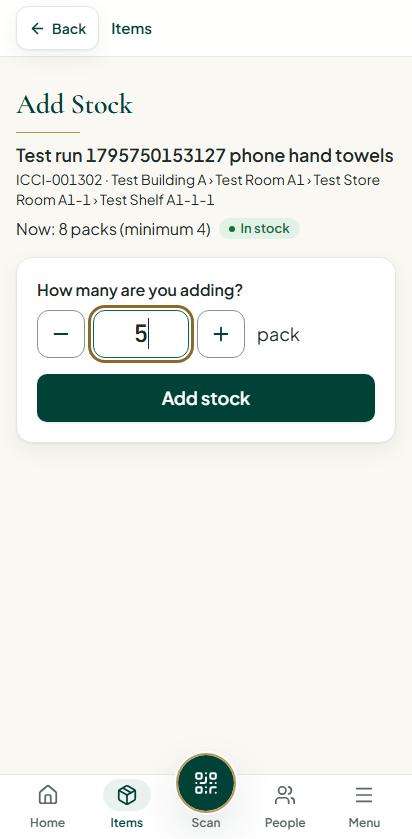 Back
Items
Add Stock
Test run 1795750153127 phone hand towels
ICCI-001302 · Test Building A › Test Room A1 › Test Store
Room A1-1 › Test Shelf A1-1-1
Now: 8 packs (minimum 4)
In stock
How many are you adding?
5
pack
Add stock
Home
Items
Scan
People
Menu